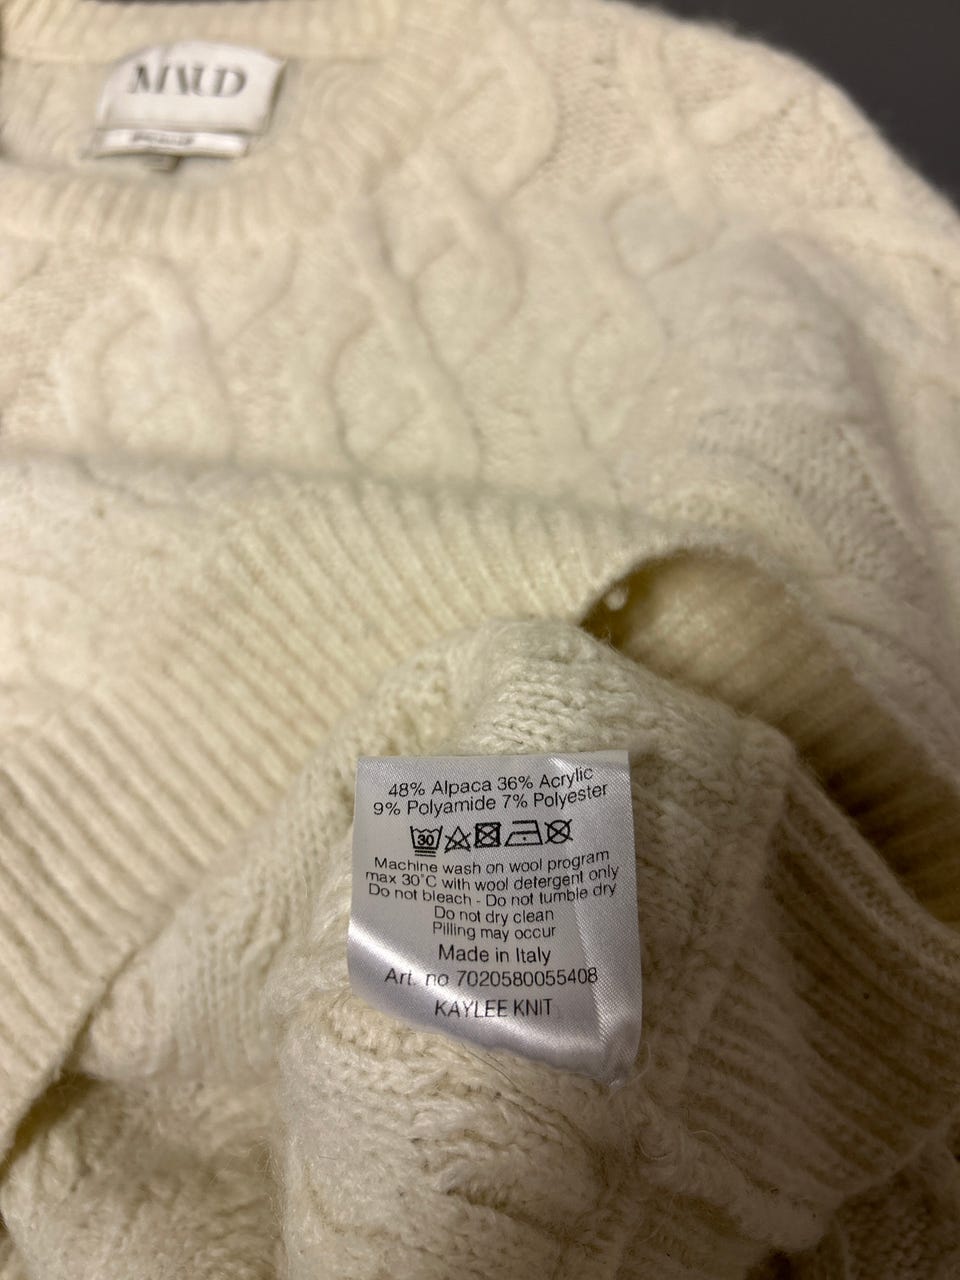 MAUD
48% Alpaca 36% Acrylic
9% Polyamide 7% Polyester
30
Machine wash on wool program
max 30°C with wool detergent only
Do not bleach - Do not tumble dry
Do not dry clean
Pilling may occur
Made in Italy
Art. no 7020580055408
KAYLEE KNIT